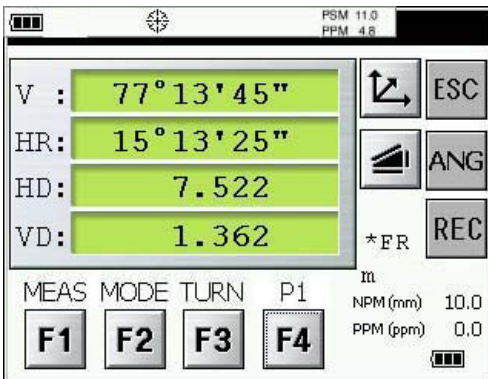 PSM 11.0
PPM 4.8
V : 77°13'45"
HR: 15°13'25"
HD: 7.522
VD: 1.362
ESC
ANG
REC
*FR
m
NPM (mm) 10.0
PPM (ppm) 0.0
MEAS MODE TURN P1
F1 F2 F3 F4